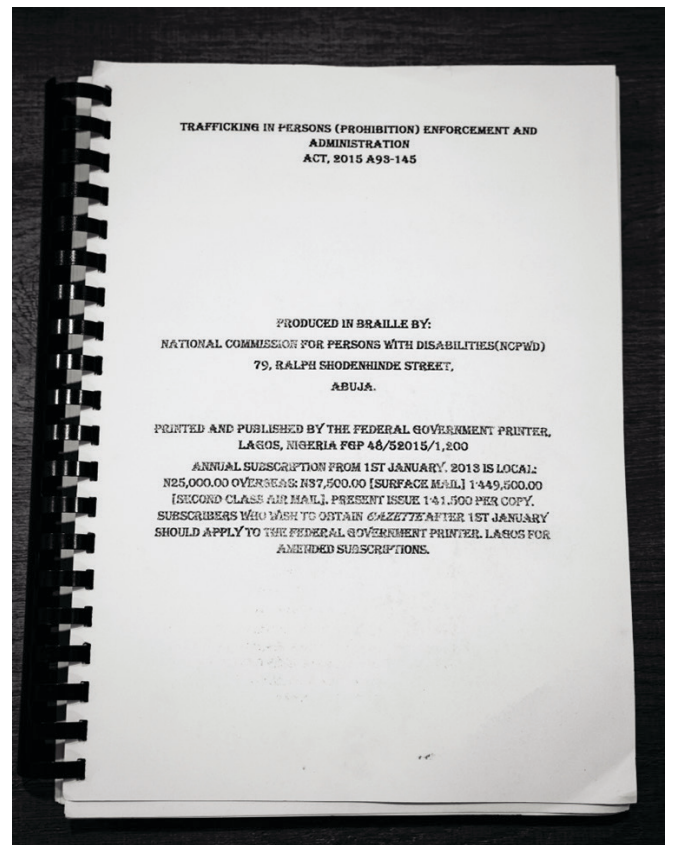 TRAFFICKING IN PERSONS (PROHIBITION) ENFORCEMENT AND
ADMINISTRATION
ACT, 2015 A93-145
PRODUCED IN BRAILLE BY:
NATIONAL COMMISSION FOR PERSONS WITH DISABILITIES(NCPWD)
79, RALPH SHODENHINDE STREET,
ABUJA.
PRINTED AND PUBLISHED BY THE FEDERAL GOVERNMENT PRINTER,
LAGOS, NIGERIA FGP 48/52015/1,200
ANNUAL SUBSCRIPTION FROM 1ST JANUARY. 2013 IS LOCAL:
N25,000.00 OVERSEAS: N37,500.00 [SURFACE MAIL] 1449,500.00
[SECOND CLASS AIR MAIL]. PRESENT ISSUE 141.500 PER COPY.
SUBSCRIBERS WHO WISH TO OBTAIN GAZETTE AFTER 1ST JANUARY
SHOULD APPLY TO THE FEDERAL GOVERNMENT PRINTER. LAGOS FOR
AMENDED SUBSCRIPTIONS.